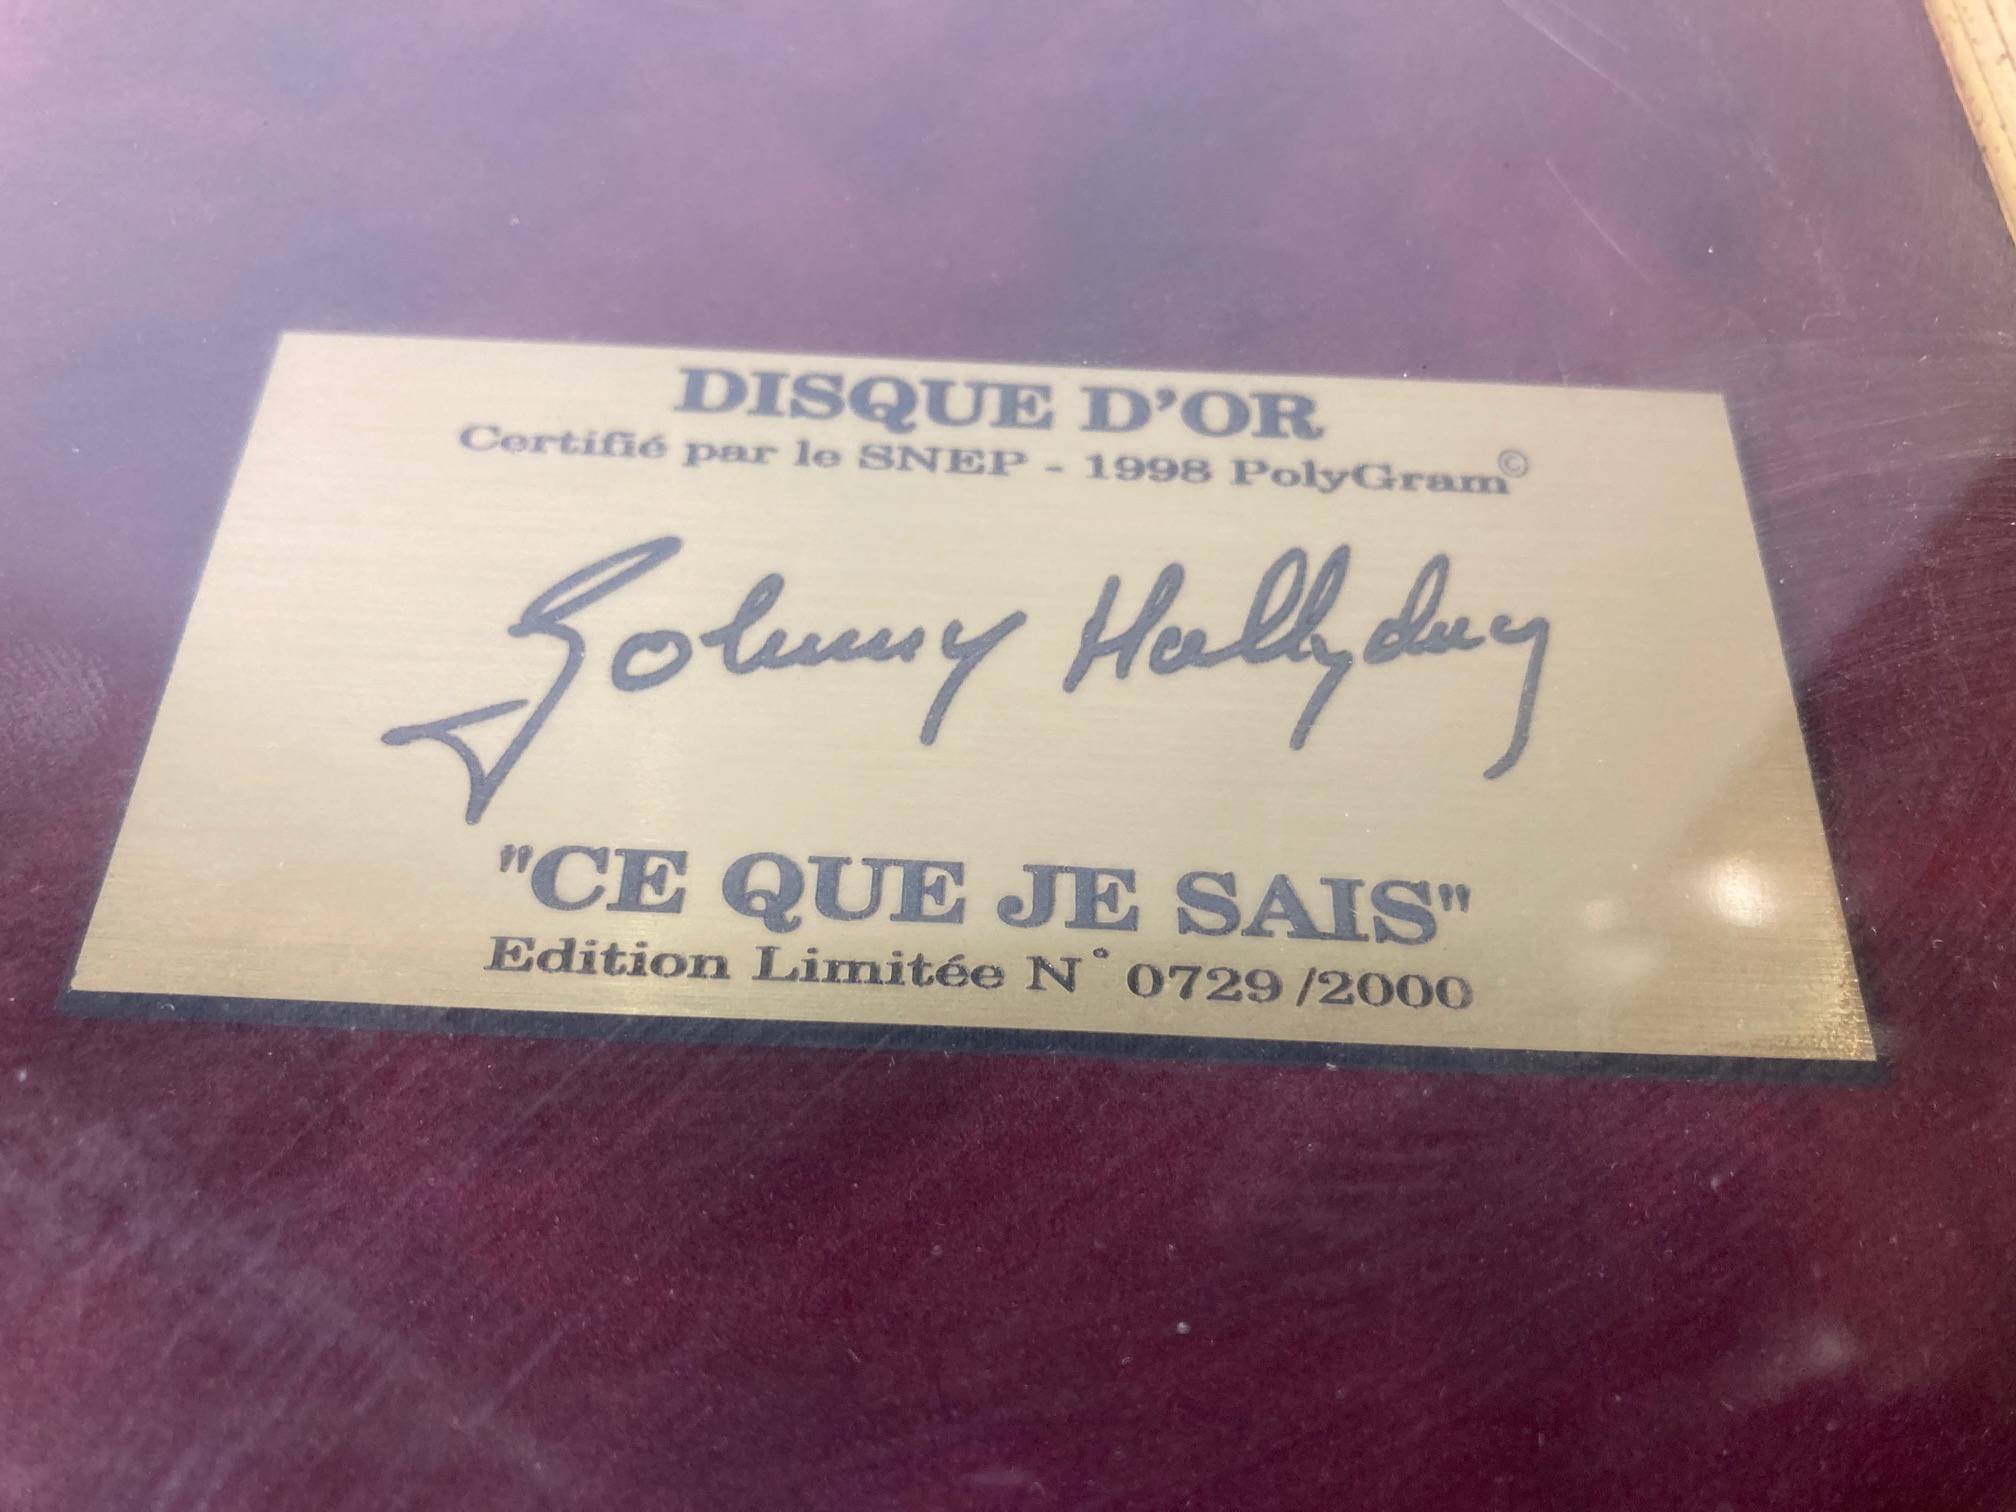 DISQUE D'OR
Certifié par le SNEP - 1998 PolyGram©
Johnny Hallyday
"CE QUE JE SAIS"
Edition Limitée N° 0729 /2000